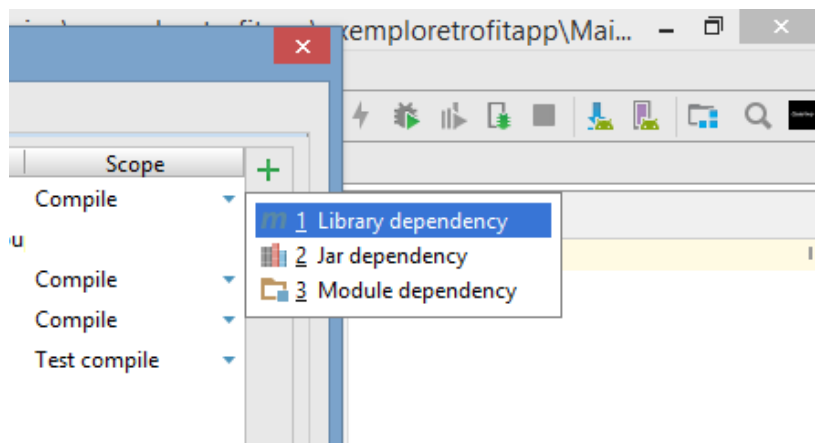 xemploretrofitapp\Mai...
Scope
Compile
1 Library dependency
2 Jar dependency
Compile
3 Module dependency
Compile
Test compile